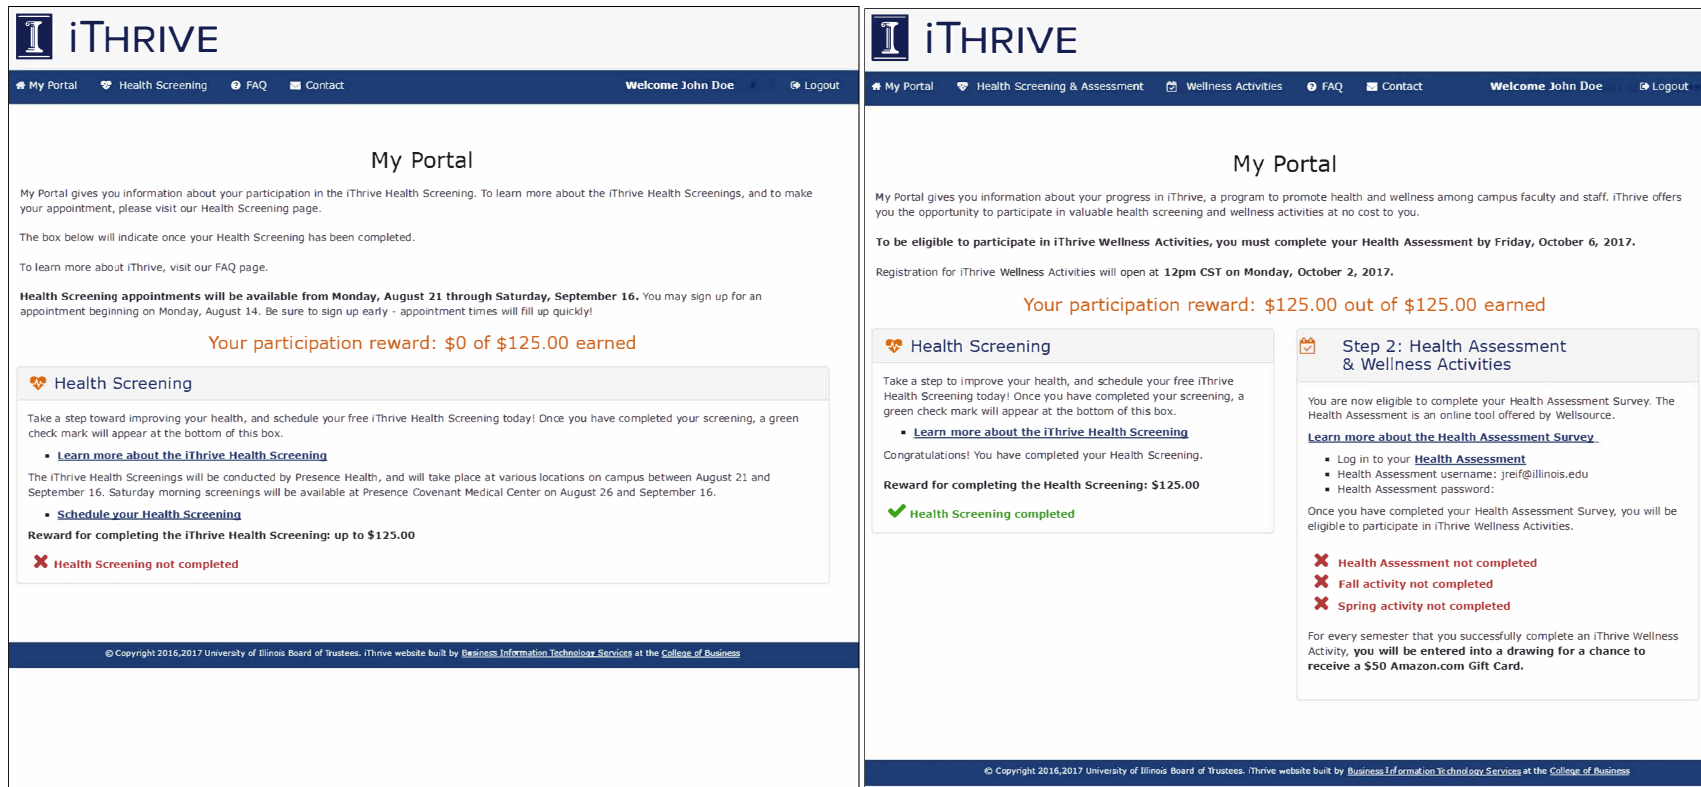 iTHRIVE
My Portal Health Screening FAQ Contact Welcome John Doe Logout
My Portal
My Portal gives you information about your participation in the iThrive Health Screening. To learn more about the iThrive Health Screenings, and to make
your appointment, please visit our Health Screening page.
The box below will indicate once your Health Screening has been completed.
To learn more about iThrive, visit our FAQ page.
Health Screening appointments will be available from Monday, August 21 through Saturday, September 16. You may sign up for an
appointment beginning on Monday, August 14. Be sure to sign up early - appointment times will fill up quickly!
Your participation reward: $0 of $125.00 earned
Health Screening
Take a step toward improving your health, and schedule your free iThrive Health Screening today! Once you have completed your screening, a green
check mark will appear at the bottom of this box.
Learn more about the iThrive Health Screening
The iThrive Health Screenings will be conducted by Presence Health, and will take place at various locations on campus between August 21 and
September 16. Saturday morning screenings will be available at Presence Covenant Medical Center on August 26 and September 16.
Schedule your Health Screening
Reward for completing the iThrive Health Screening: up to $125.00
Health Screening not completed
© Copyright 2016,2017 University of Illinois Board of Trustees. iThrive website built by Business Information Technology Services at the College of Business
iTHRIVE
My Portal Health Screening & Assessment Wellness Activities FAQ Contact Welcome John Doe Logout
My Portal
My Portal gives you information about your progress in iThrive, a program to promote health and wellness among campus faculty and staff. iThrive offers
you the opportunity to participate in valuable health screening and wellness activities at no cost to you.
To be eligible to participate in iThrive Wellness Activities, you must complete your Health Assessment by Friday, October 6, 2017.
Registration for iThrive Wellness Activities will open at 12pm CST on Monday, October 2, 2017.
Your participation reward: $125.00 out of $125.00 earned
Health Screening
Take a step to improve your health, and schedule your free iThrive
Health Screening today! Once you have completed your screening, a
green check mark will appear at the bottom of this box.
Learn more about the iThrive Health Screening
Congratulations! You have completed your Health Screening.
Reward for completing the Health Screening: $125.00
Health Screening completed
Step 2: Health Assessment
& Wellness Activities
You are now eligible to complete your Health Assessment Survey. The
Health Assessment is an online tool offered by Wellsource.
Learn more about the Health Assessment Survey
Log in to your Health Assessment
Health Assessment username: jreif@illinois.edu
Health Assessment password:
Once you have completed your Health Assessment Survey, you will be
eligible to participate in iThrive Wellness Activities.
Health Assessment not completed
Fall activity not completed
Spring activity not completed
For every semester that you successfully complete an iThrive Wellness
Activity, you will be entered into a drawing for a chance to
receive a $50 Amazon.com Gift Card.
© Copyright 2016,2017 University of Illinois Board of Trustees. iThrive website built by Business Information Technology Services at the College of Business